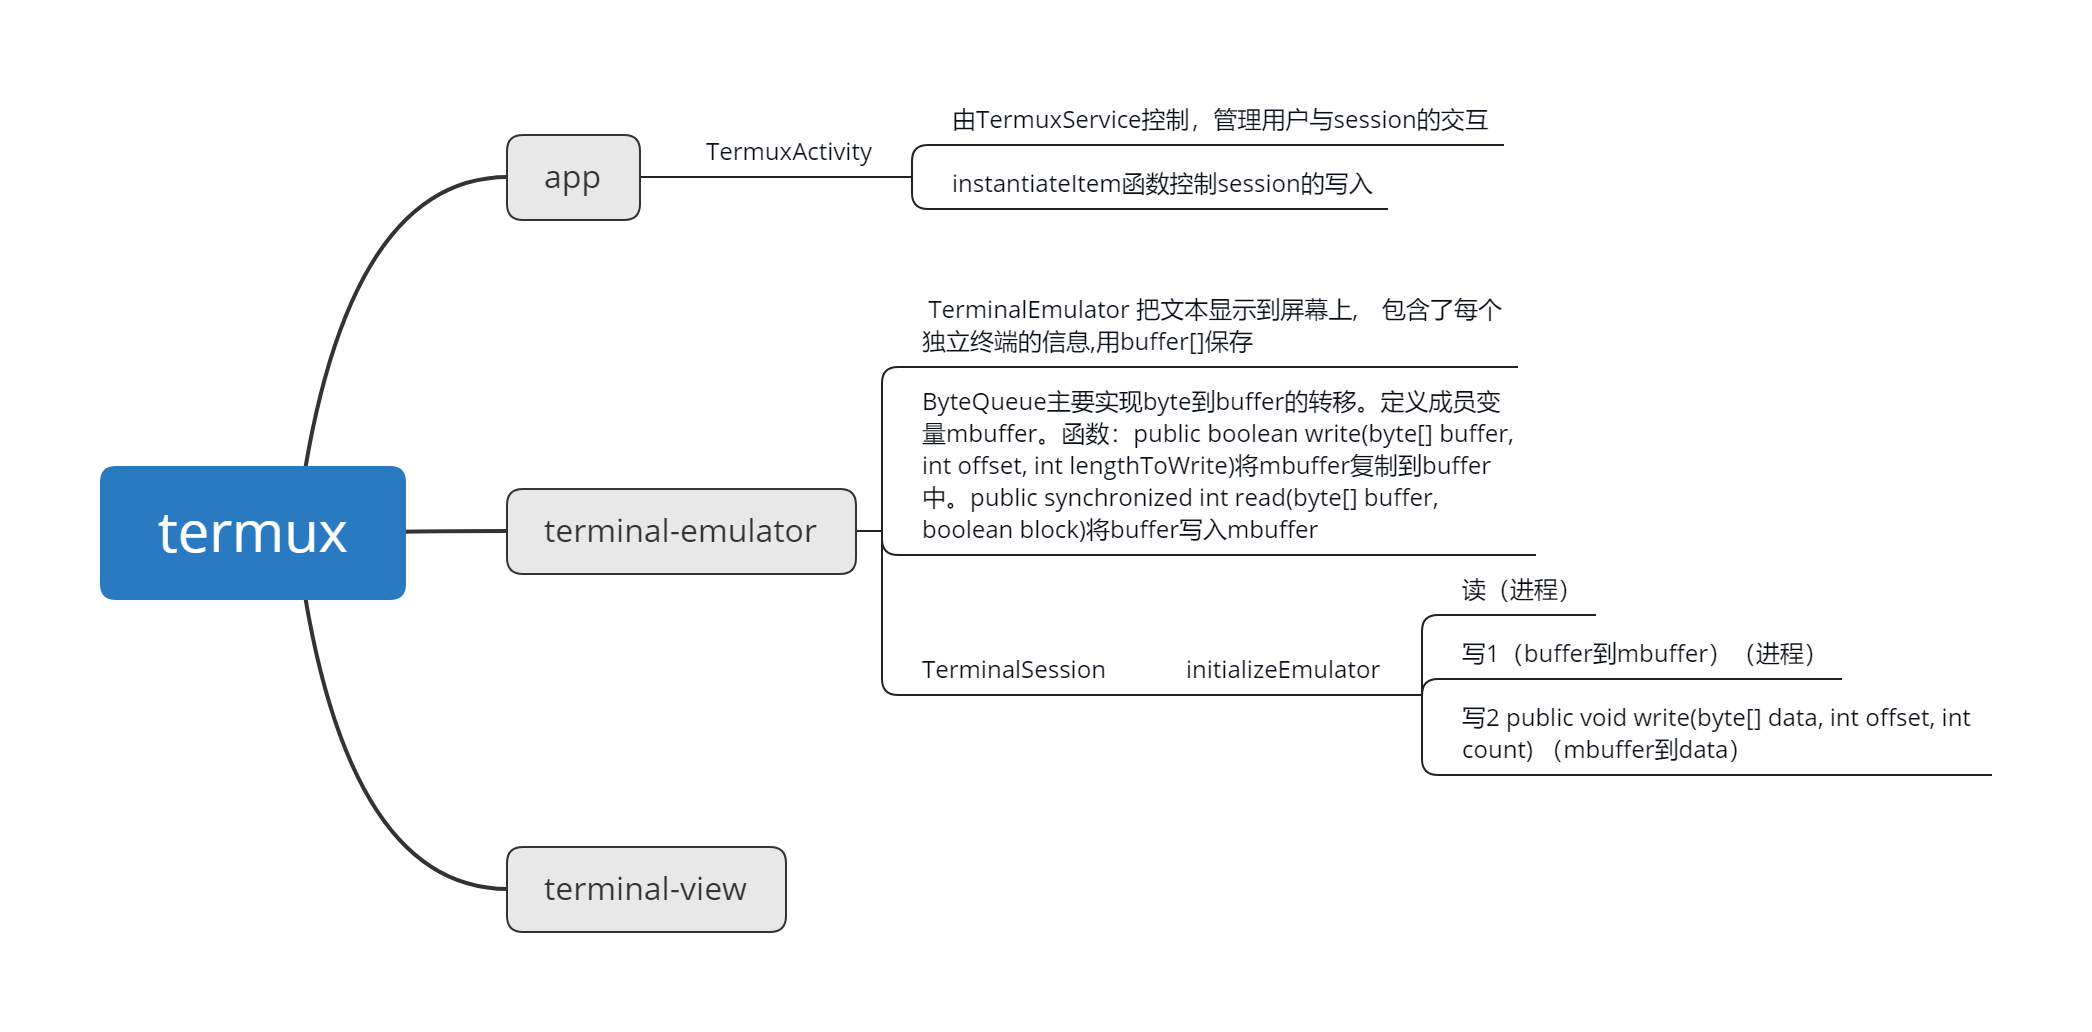 termux
app
TermuxActivity
由TermuxService控制，管理用户与session的交互
instantiateItem函数控制session的写入
terminal-emulator
TerminalEmulator 把文本显示到屏幕上, 包含了每个
独立终端的信息,用buffer[]保存
ByteQueue主要实现byte到buffer的转移。定义成员变
量mbuffer。函数：public boolean write(byte[] buffer,
int offset, int lengthToWrite)将mbuffer复制到buffer
中。public synchronized int read(byte[] buffer,
boolean block)将buffer写入mbuffer
TerminalSession
initializeEmulator
读（进程）
写1（buffer到mbuffer）（进程）
写2 public void write(byte[] data, int offset, int
count) （mbuffer到data）
terminal-view